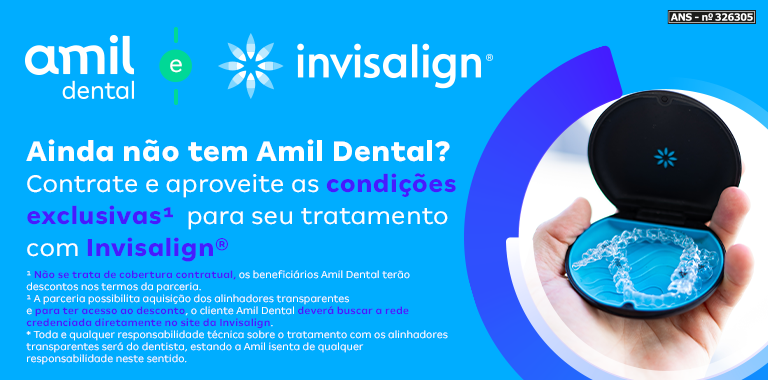 ANS - nº 326305
amil
dental
e
invisalign®
Ainda não tem Amil Dental?
Contrate e aproveite as condições
exclusivas¹ para seu tratamento
com Invisalign®
¹ Não se trata de cobertura contratual, os beneficiários Amil Dental terão
descontos nos termos da parceria.
¹ A parceria possibilita aquisição dos alinhadores transparentes
e para ter acesso ao desconto, o cliente Amil Dental deverá buscar a rede
credenciada diretamente no site da Invisalign.
* Toda e qualquer responsabilidade técnica sobre o tratamento com os alinhadores
transparentes será do dentista, estando a Amil isenta de qualquer
responsabilidade neste sentido.